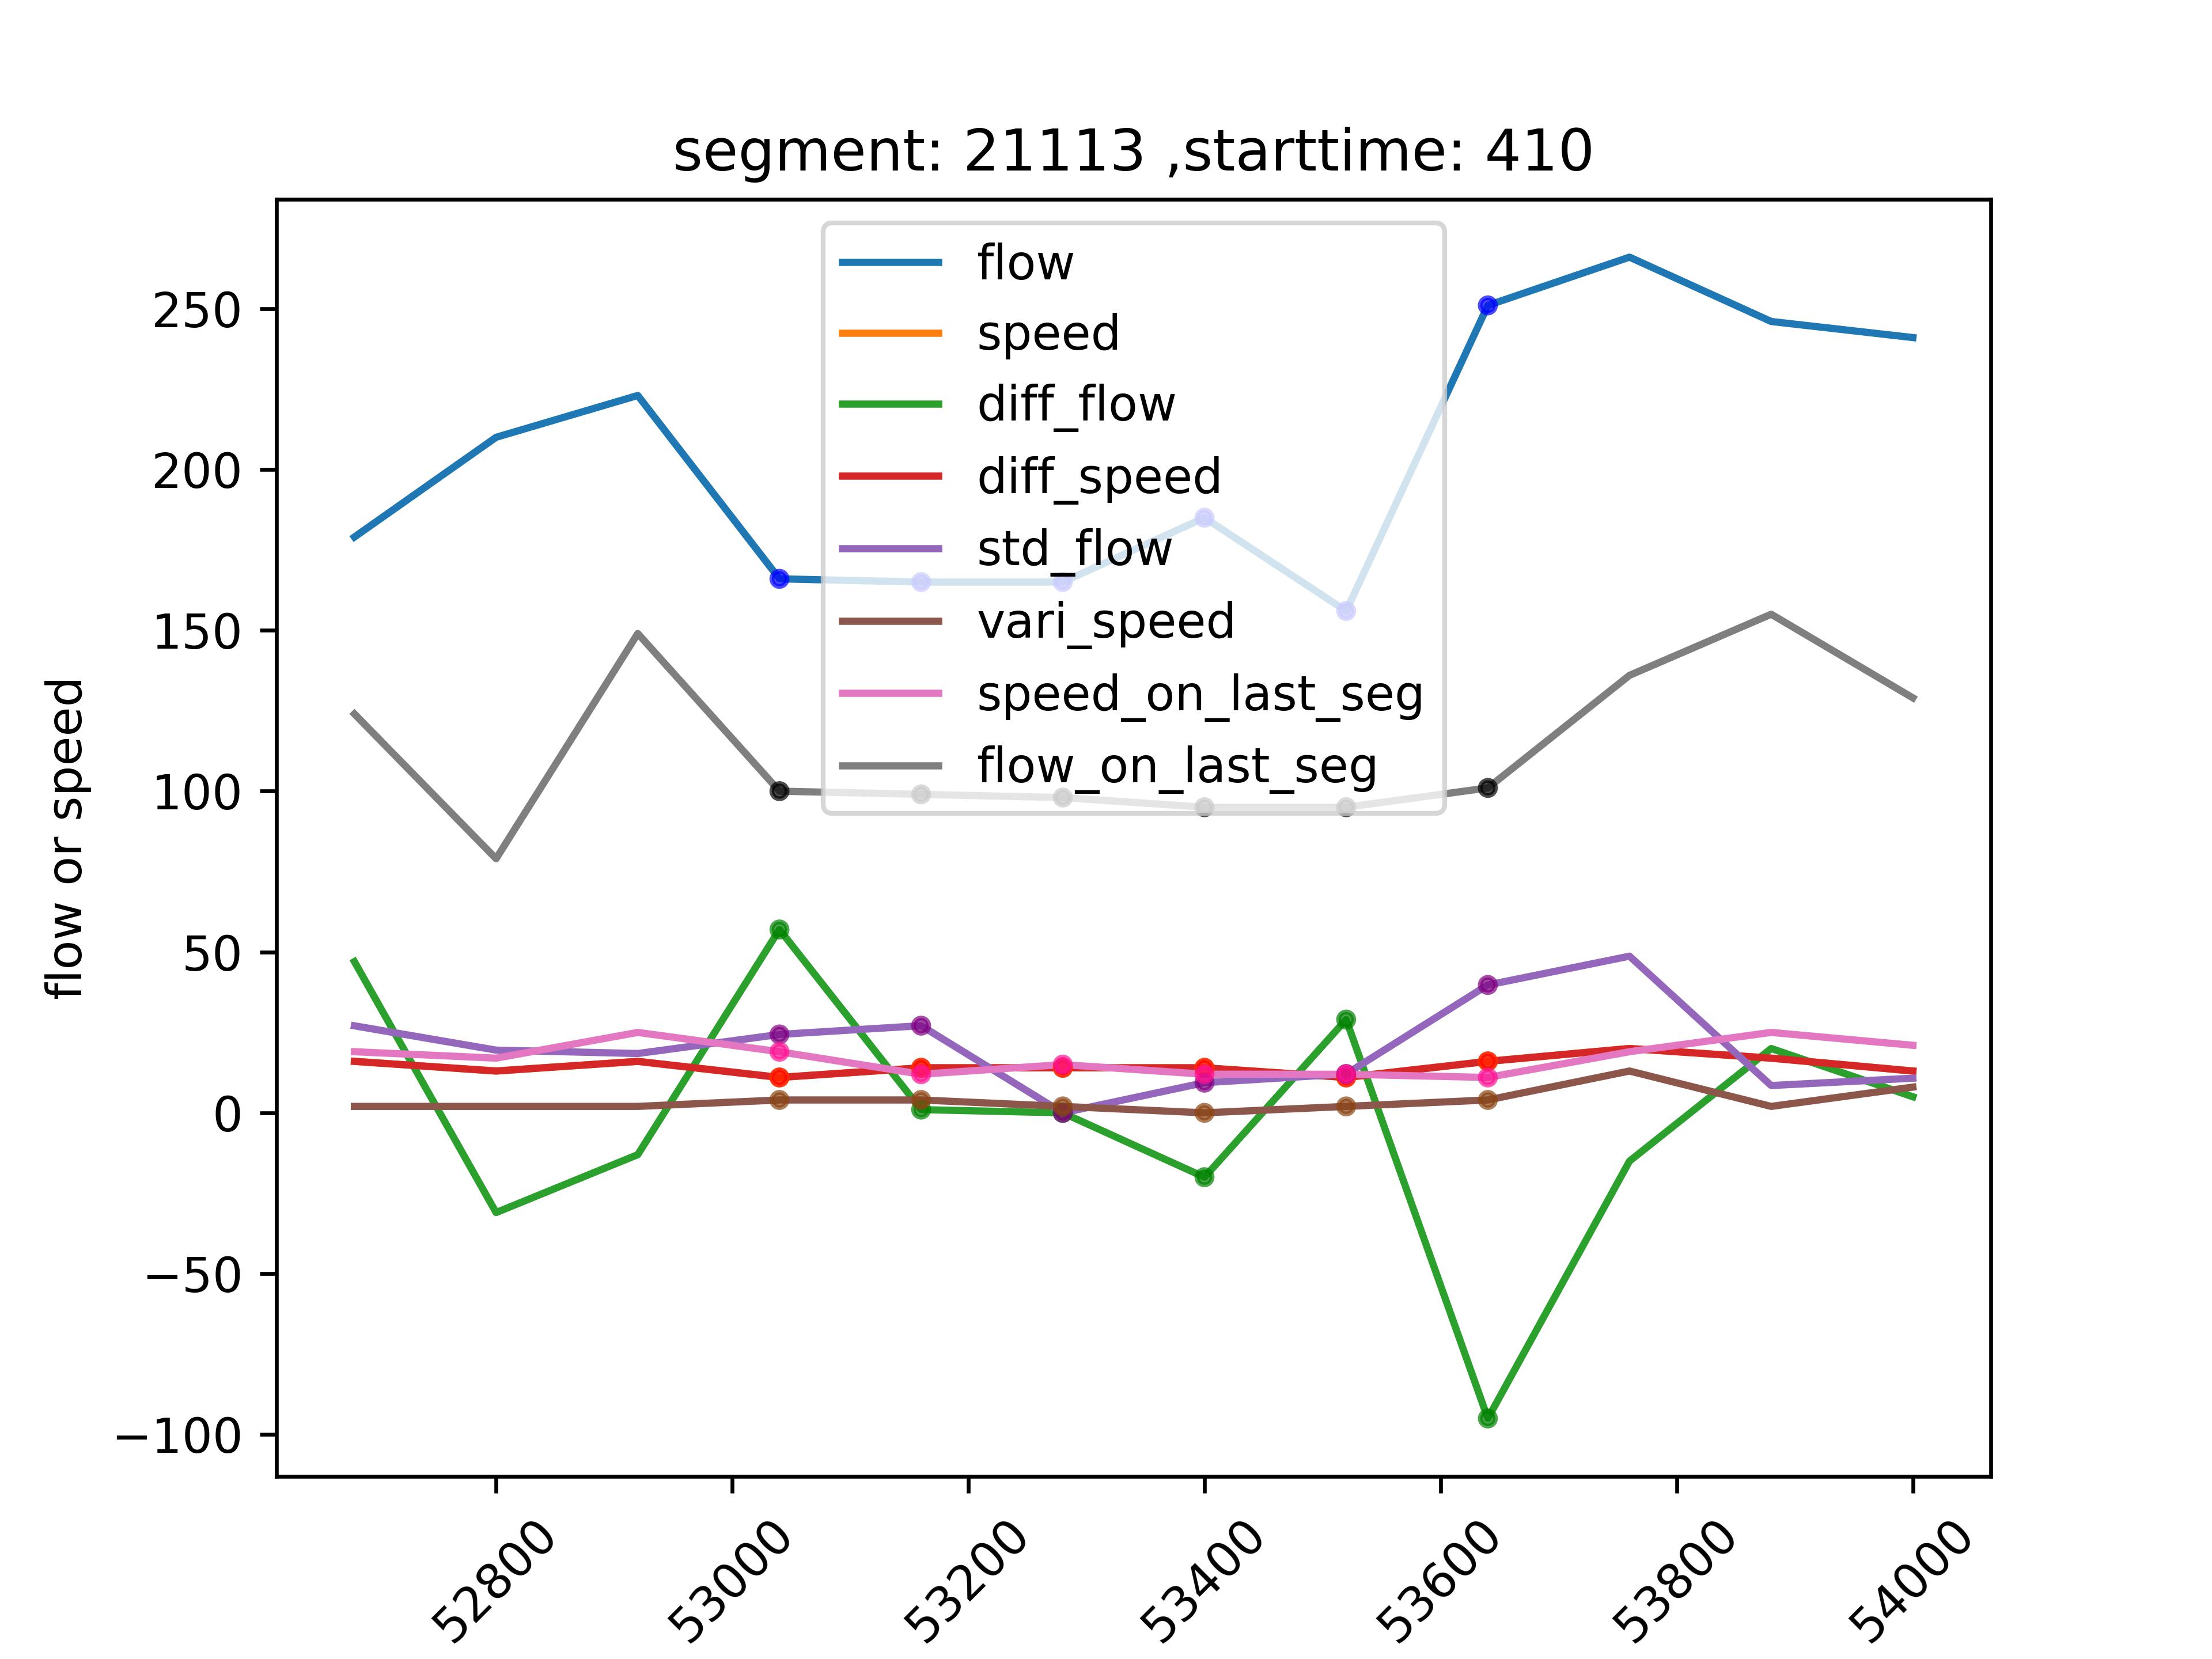 segment: 21113 ,starttime: 410
flow or speed
250
200
150
100
50
0
−50
−100
flow
speed
diff_flow
diff_speed
std_flow
vari_speed
speed_on_last_seg
flow_on_last_seg
52800
53000
53200
53400
53600
53800
54000